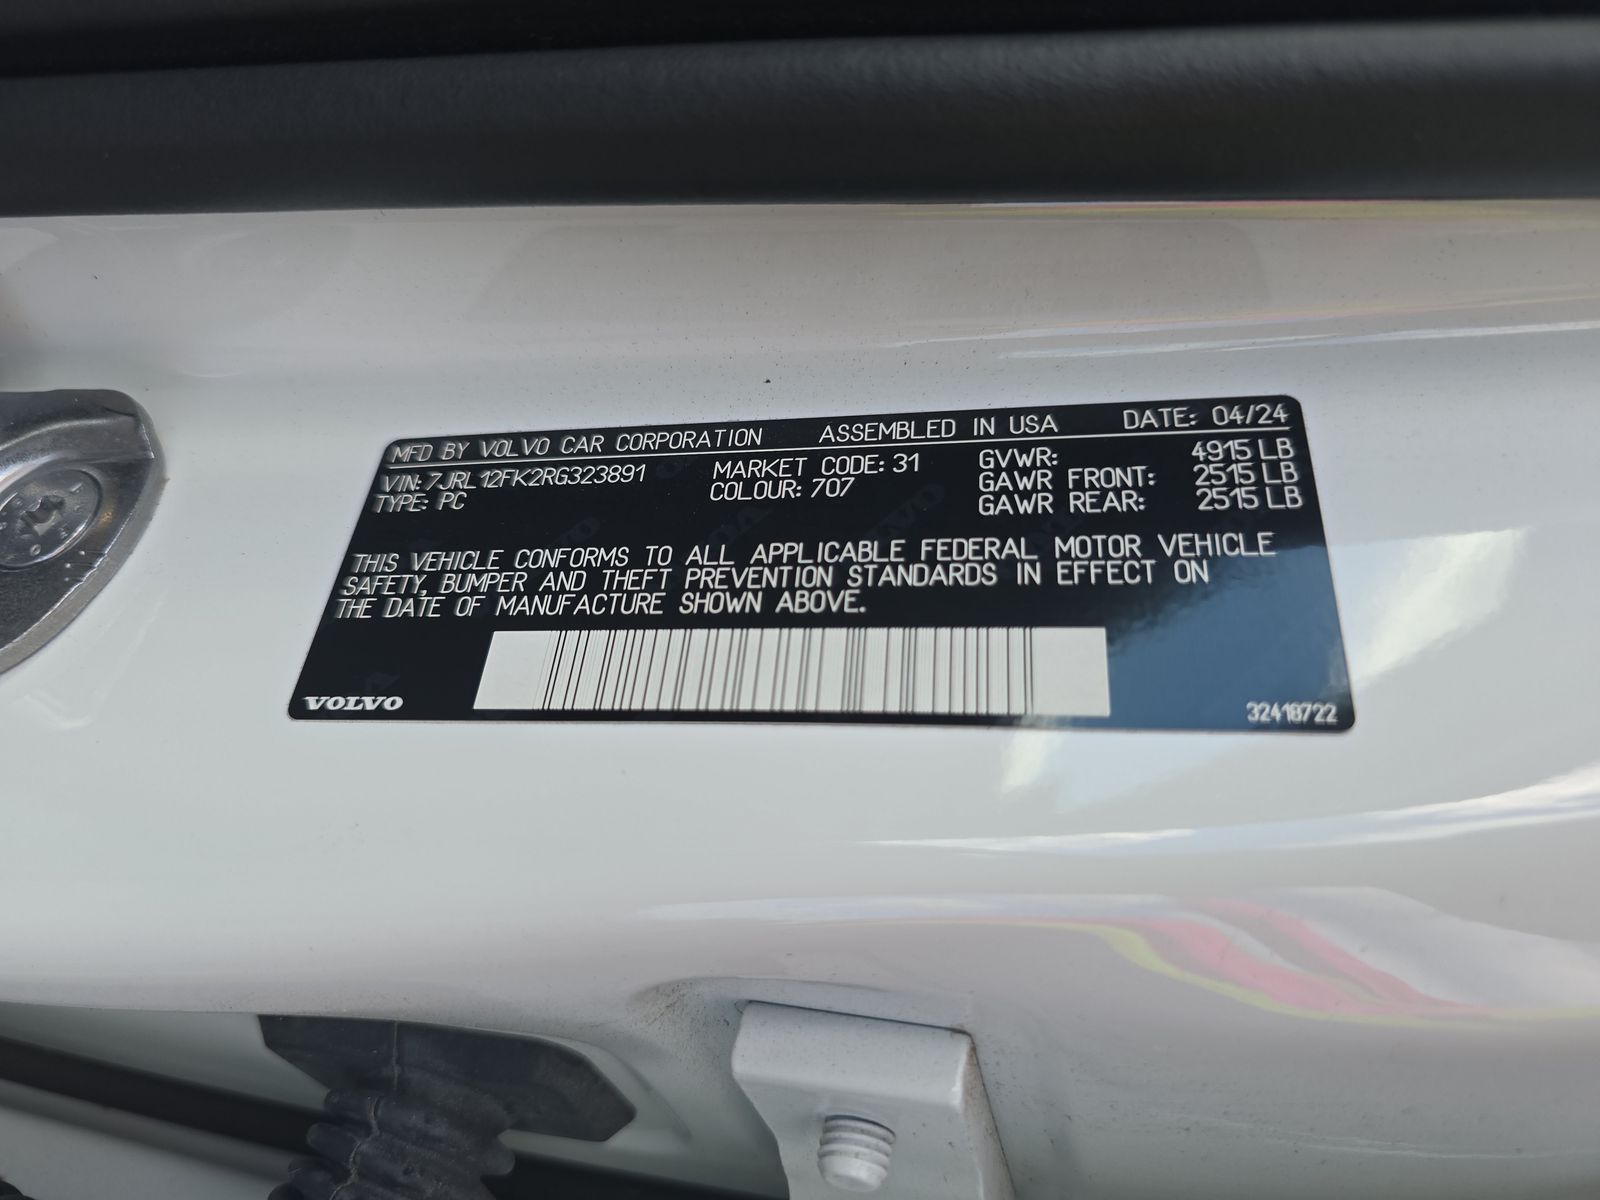 MFD BY VOLVO CAR CORPORATION ASSEMBLED IN USA DATE: 04/24
VIN: 7JRL12FK2RG323891 MARKET CODE: 31 GVWR: 4915 LB
TYPE: PC COLOUR: 707 GAWR FRONT: 2515 LB
GAWR REAR: 2515 LB
THIS VEHICLE CONFORMS TO ALL APPLICABLE FEDERAL MOTOR VEHICLE
SAFETY, BUMPER AND THEFT PREVENTION STANDARDS IN EFFECT ON
THE DATE OF MANUFACTURE SHOWN ABOVE.
VOLVO
32418722